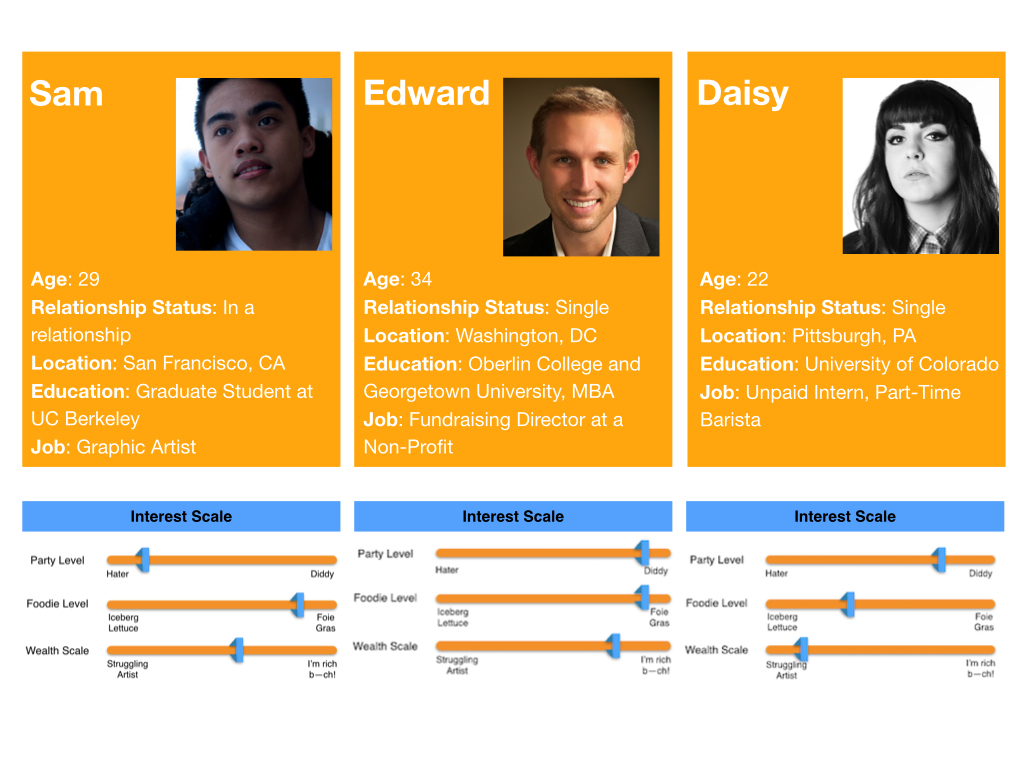 Sam
Age: 29
Relationship Status: In a
relationship
Location: San Francisco, CA
Education: Graduate Student at
UC Berkeley
Job: Graphic Artist
Edward
Age: 34
Relationship Status: Single
Location: Washington, DC
Education: Oberlin College and
Georgetown University, MBA
Job: Fundraising Director at a
Non-Profit
Daisy
Age: 22
Relationship Status: Single
Location: Pittsburgh, PA
Education: University of Colorado
Job: Unpaid Intern, Part-Time
Barista
Interest Scale
Party Level
Hater Diddy
Foodie Level
Iceberg Foie
Lettuce Gras
Wealth Scale
Struggling I'm rich
Artist b—ch!
Interest Scale
Party Level
Hater Diddy
Foodie Level
Iceberg Foie
Lettuce Gras
Wealth Scale
Struggling I'm rich
Artist b—ch!
Interest Scale
Party Level
Hater Diddy
Foodie Level
Iceberg Foie
Lettuce Gras
Wealth Scale
Struggling I'm rich
Artist b—ch!